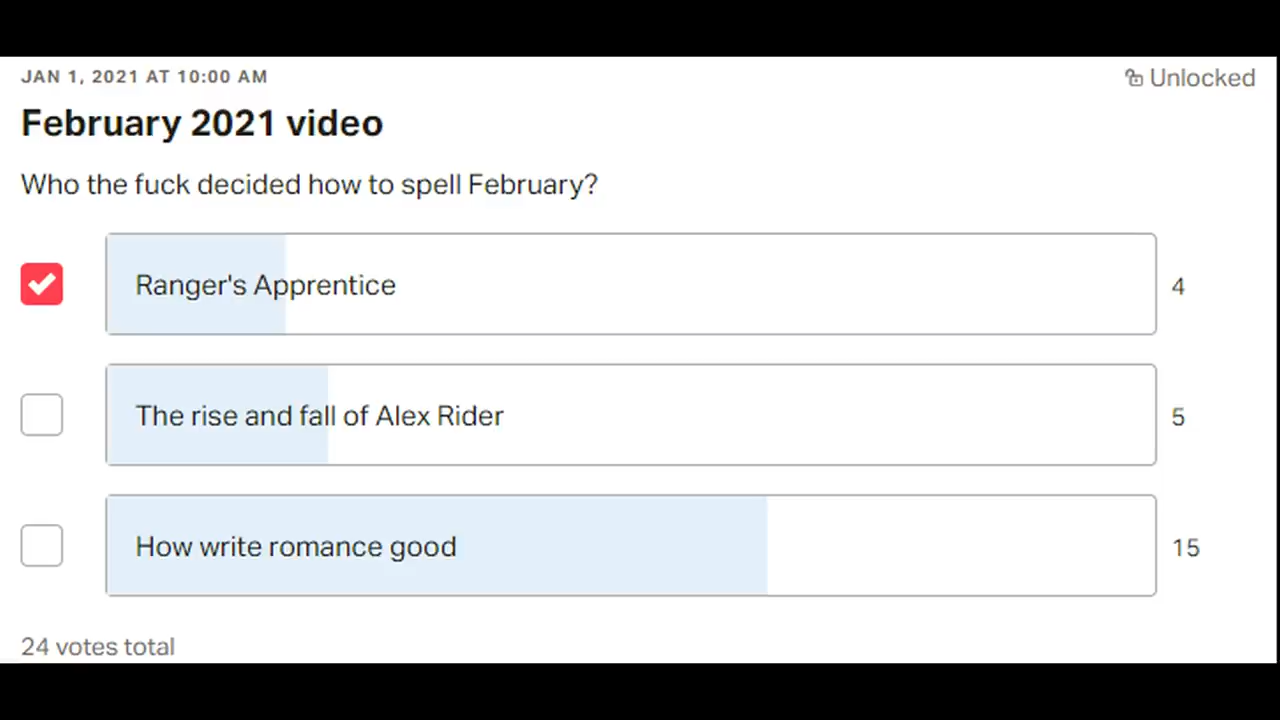 JAN 1, 2021 AT 10:00 AM
Unlocked
February 2021 video
Who the fuck decided how to spell February?
Ranger's Apprentice
4
The rise and fall of Alex Rider
5
How write romance good
15
24 votes total